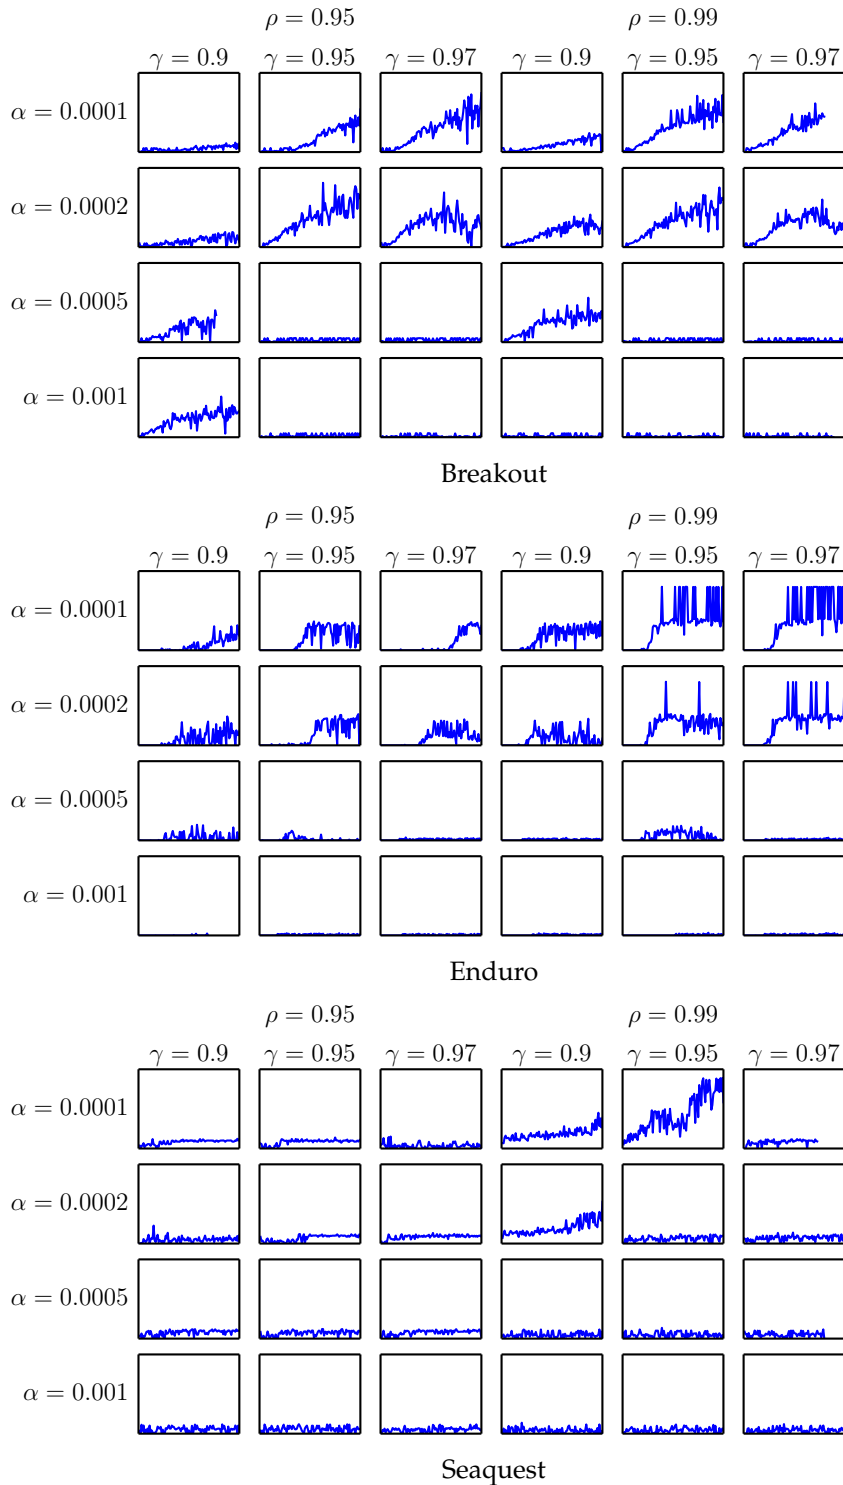 ρ = 0.95 ρ = 0.99
γ = 0.9 γ = 0.95 γ = 0.97 γ = 0.9 γ = 0.95 γ = 0.97
α = 0.0001
α = 0.0002
α = 0.0005
α = 0.001
Breakout
ρ = 0.95 ρ = 0.99
γ = 0.9 γ = 0.95 γ = 0.97 γ = 0.9 γ = 0.95 γ = 0.97
α = 0.0001
α = 0.0002
α = 0.0005
α = 0.001
Enduro
ρ = 0.95 ρ = 0.99
γ = 0.9 γ = 0.95 γ = 0.97 γ = 0.9 γ = 0.95 γ = 0.97
α = 0.0001
α = 0.0002
α = 0.0005
α = 0.001
Seaquest